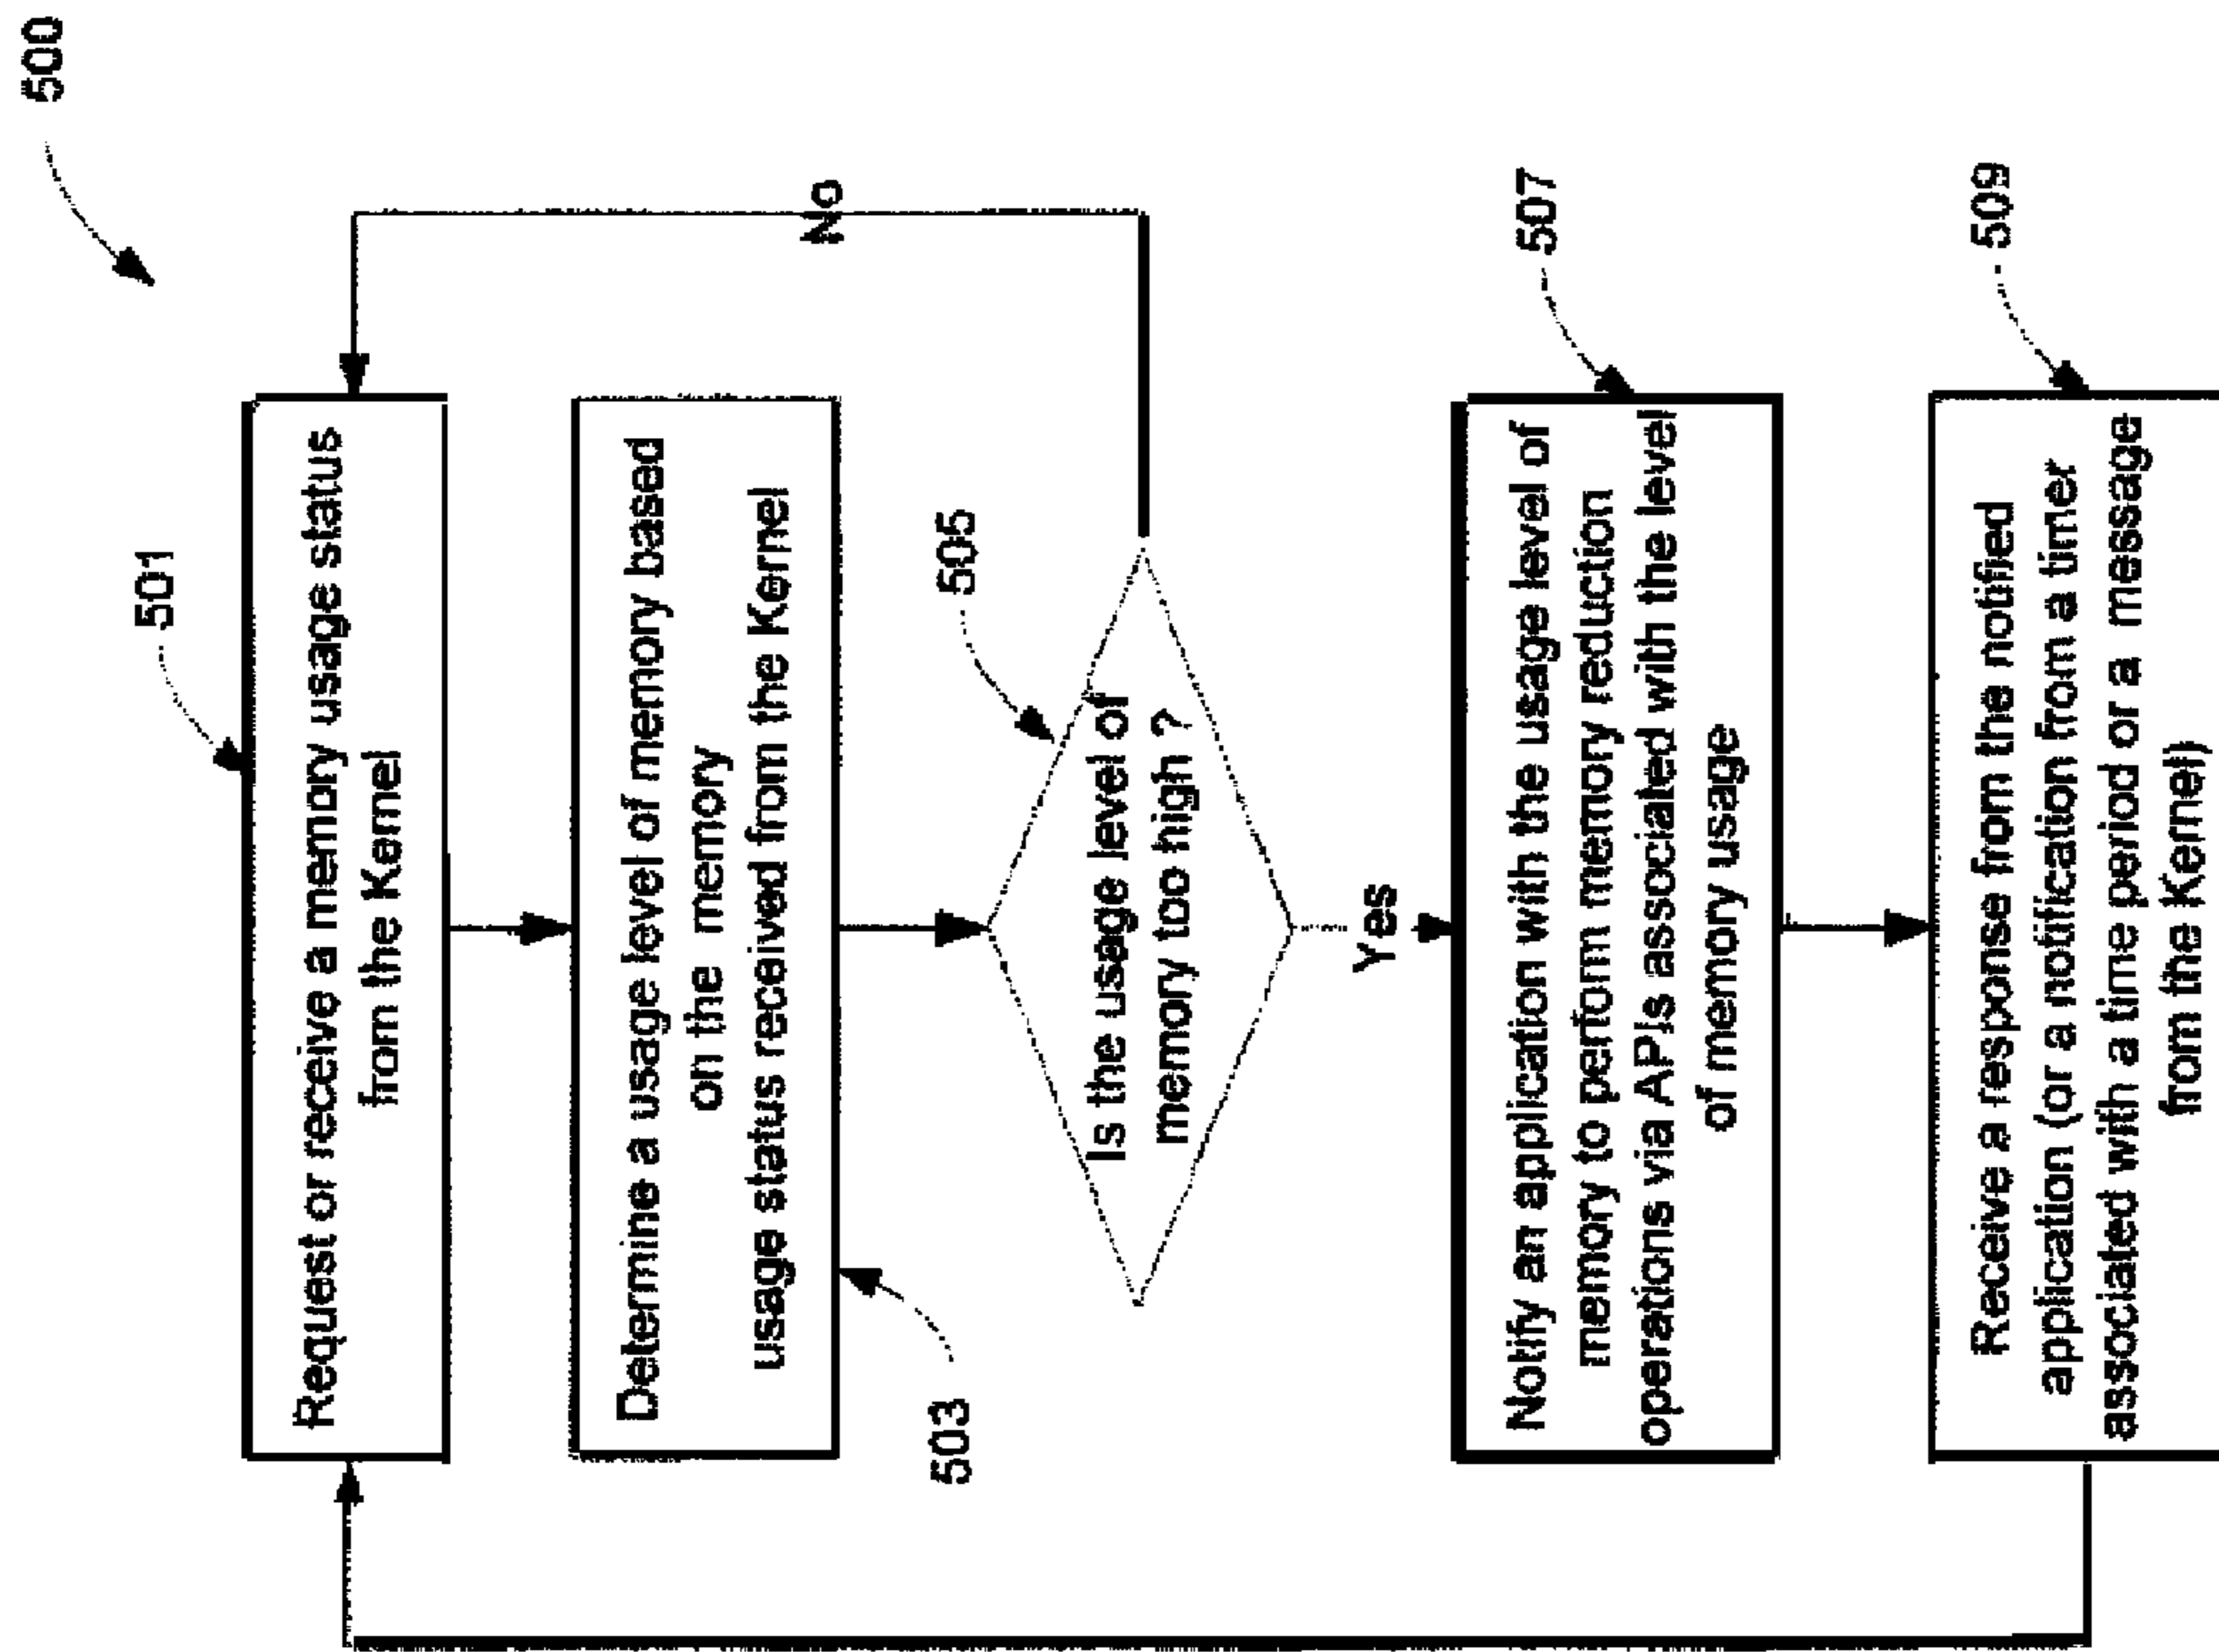 500
501
Request or receive a memory usage status
from the Kernel
Determine a usage level of memory based
on the memory
usage status received from the Kernel
503
505
Is the usage level of
memory too high ?
No
Yes
507
Notify an application with the usage level of
memory to perform memory reduction
operations via APIs associated with the level
of memory usage
509
Receive a response from the notified
application (or a notification from a timer
associated with a time period or a message
from the Kernel)